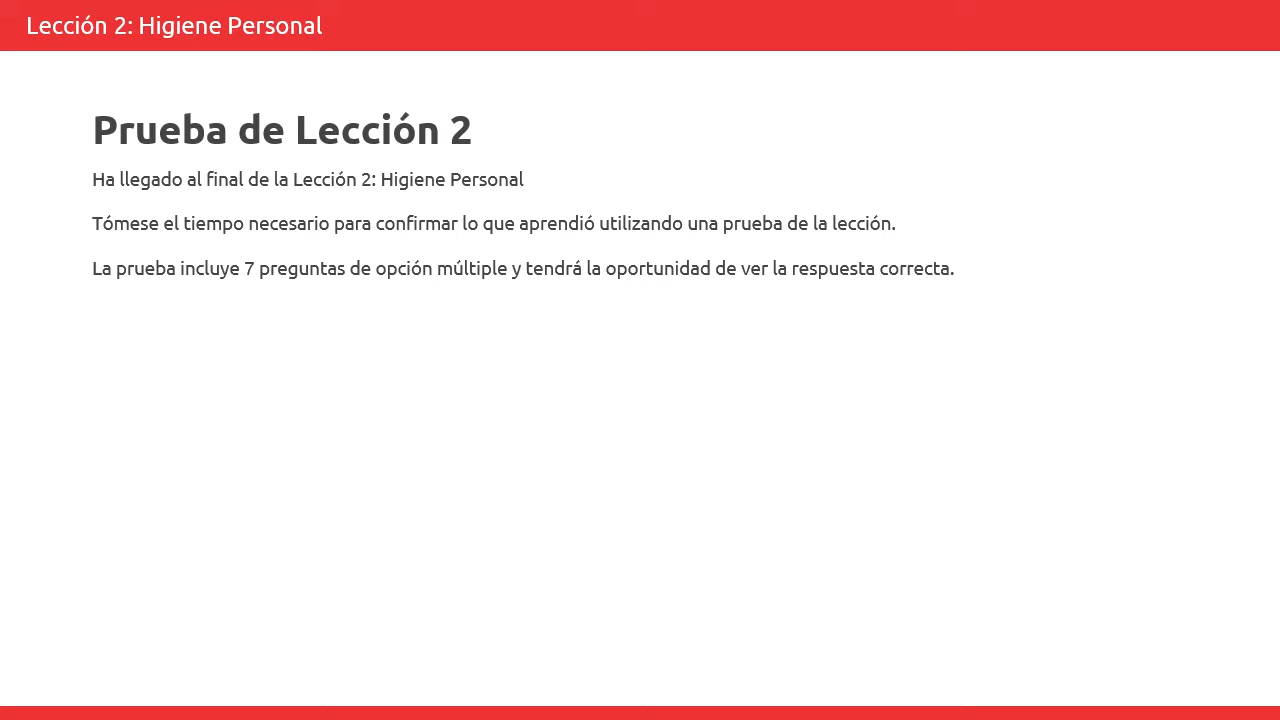 Lección 2: Higiene Personal
Prueba de Lección 2
Ha llegado al final de la Lección 2: Higiene Personal
Tómese el tiempo necesario para confirmar lo que aprendió utilizando una prueba de la lección.
La prueba incluye 7 preguntas de opción múltiple y tendrá la oportunidad de ver la respuesta correcta.